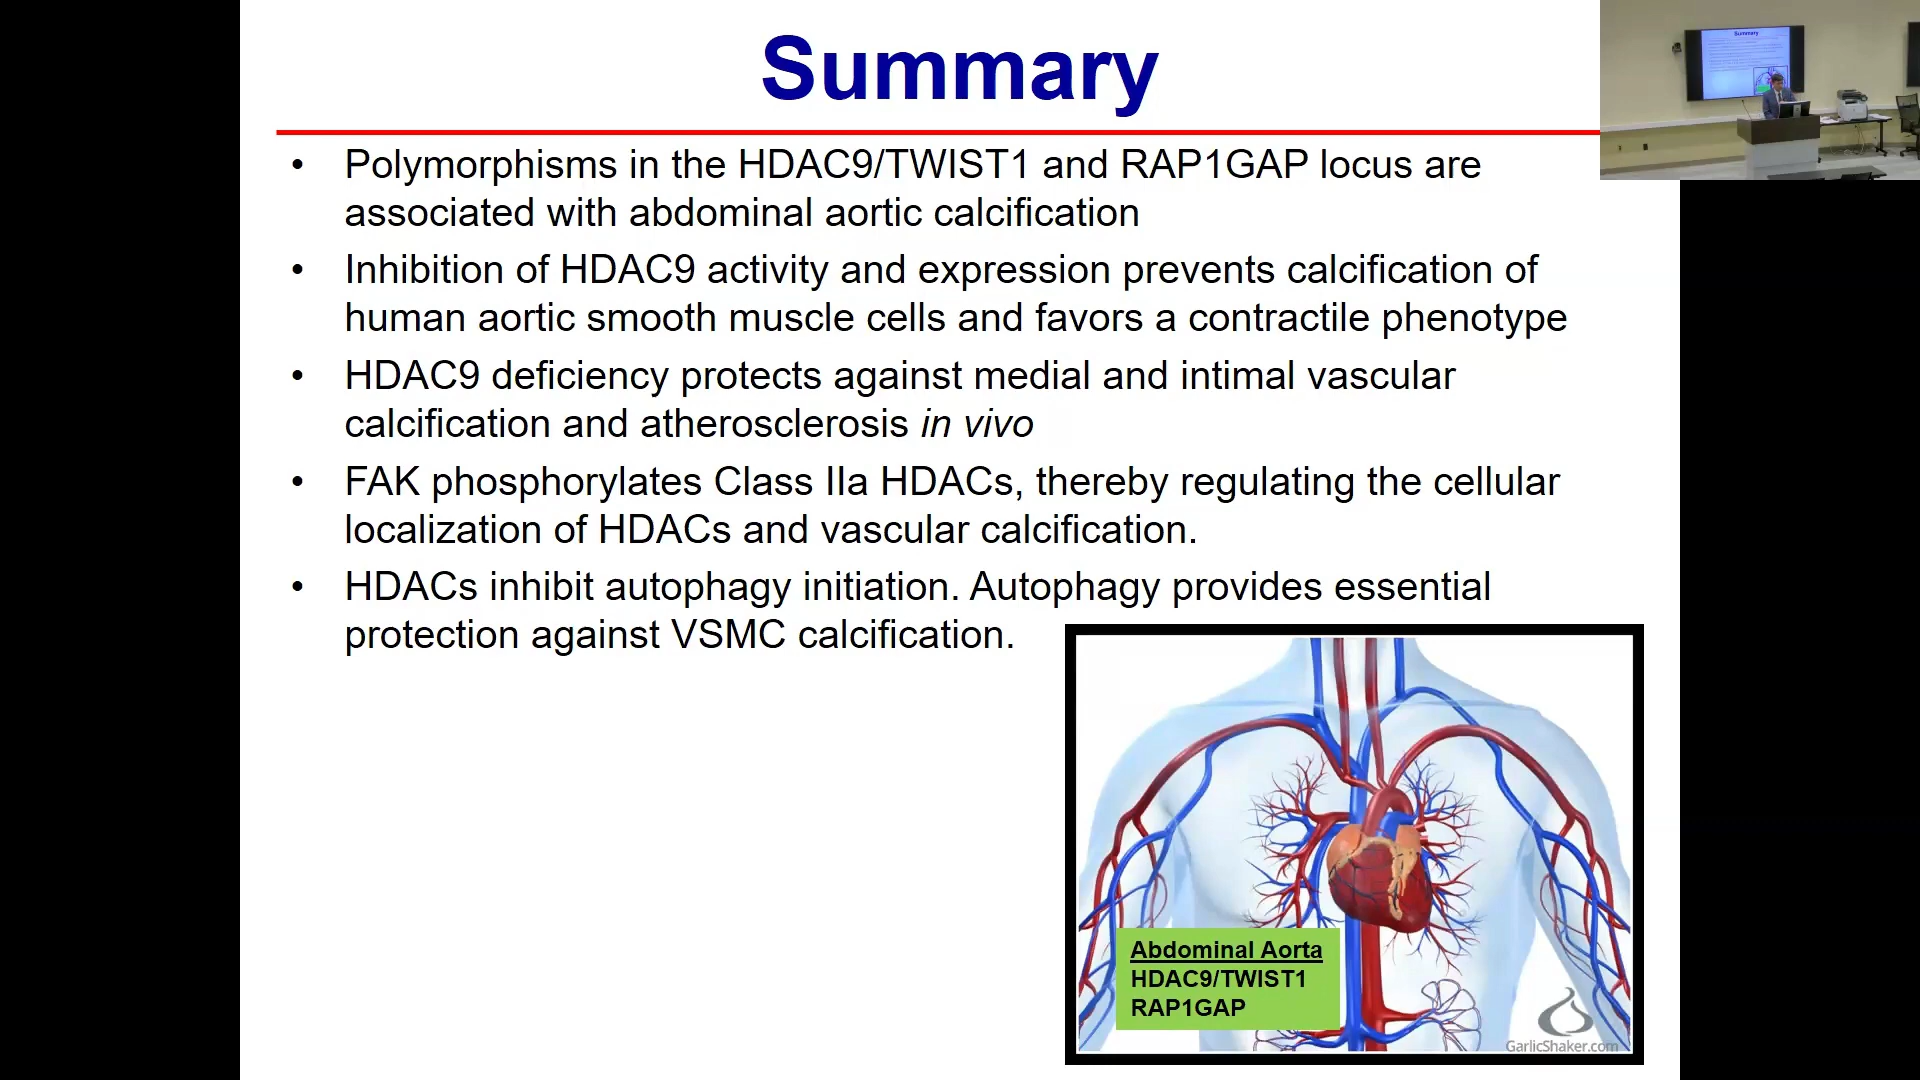 Summary
• Polymorphisms in the HDAC9/TWIST1 and RAP1GAP locus are
associated with abdominal aortic calcification
• Inhibition of HDAC9 activity and expression prevents calcification of
human aortic smooth muscle cells and favors a contractile phenotype
• HDAC9 deficiency protects against medial and intimal vascular
calcification and atherosclerosis in vivo
• FAK phosphorylates Class IIa HDACs, thereby regulating the cellular
localization of HDACs and vascular calcification.
• HDACs inhibit autophagy initiation. Autophagy provides essential
protection against VSMC calcification.
Abdominal Aorta
HDAC9/TWIST1
RAP1GAP
GarlicShaker.com
Summary